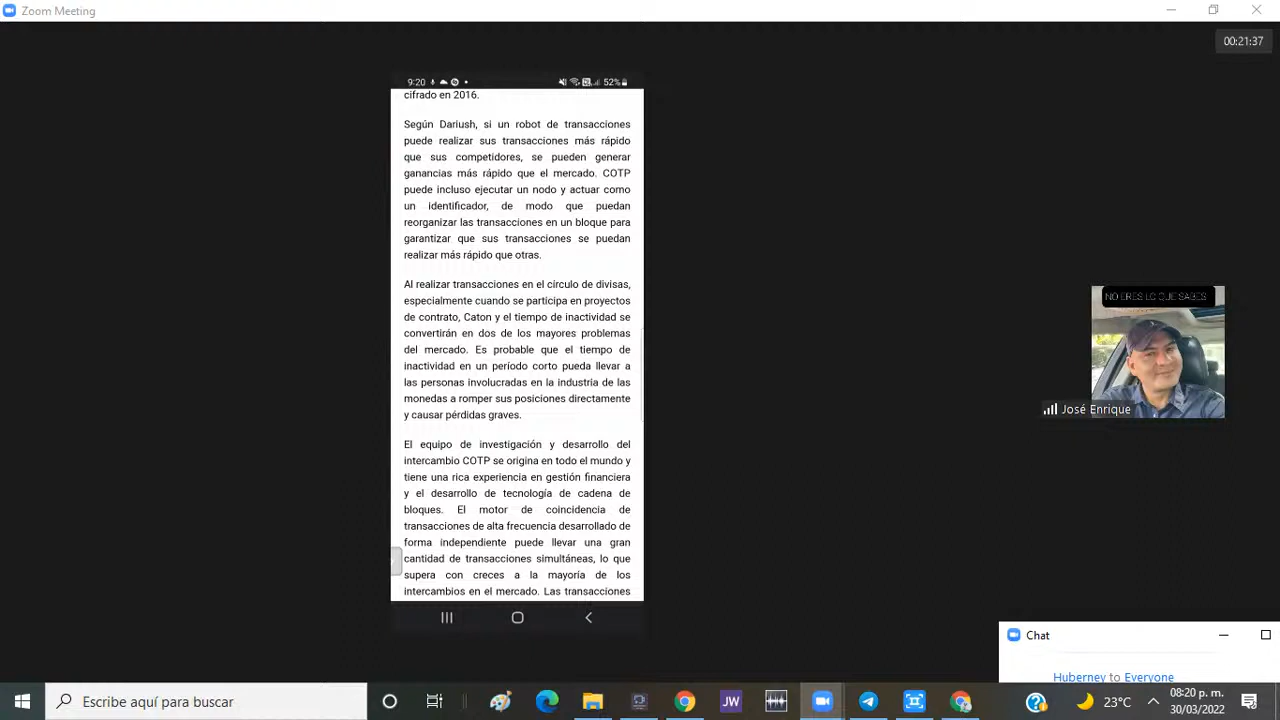 Zoom Meeting
00:21:37
9:20
52%
cifrado en 2016.
Según Dariush, si un robot de transacciones
puede realizar sus transacciones más rápido
que sus competidores, se pueden generar
ganancias más rápido que el mercado. COTP
puede incluso ejecutar un nodo y actuar como
un identificador, de modo que puedan
reorganizar las transacciones en un bloque para
garantizar que sus transacciones se puedan
realizar más rápido que otras.
Al realizar transacciones en el círculo de divisas,
especialmente cuando se participa en proyectos
de contrato, Caton y el tiempo de inactividad se
convertirán en dos de los mayores problemas
del mercado. Es probable que el tiempo de
inactividad en un período corto pueda llevar a
las personas involucradas en la industria de las
monedas a romper sus posiciones directamente
y causar pérdidas graves.
El equipo de investigación y desarrollo del
intercambio COTP se origina en todo el mundo y
tiene una rica experiencia en gestión financiera
y el desarrollo de tecnología de cadena de
bloques. El motor de coincidencia de
transacciones de alta frecuencia desarrollado de
forma independiente puede llevar una gran
cantidad de transacciones simultáneas, lo que
supera con creces a la mayoría de los
intercambios en el mercado. Las transacciones
NO ERES LO QUE SABES
José Enrique
Chat
Huberney to Everyone
Escribe aquí para buscar
JW
23°C
08:20 p. m.
30/03/2022